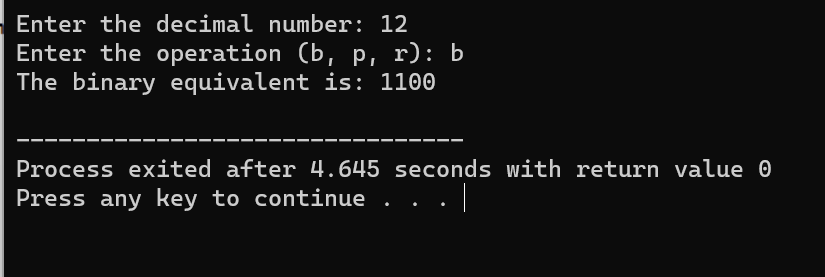 Enter the decimal number: 12
Enter the operation (b, p, r): b
The binary equivalent is: 1100
--------------------------------
Process exited after 4.645 seconds with return value 0
Press any key to continue . . .